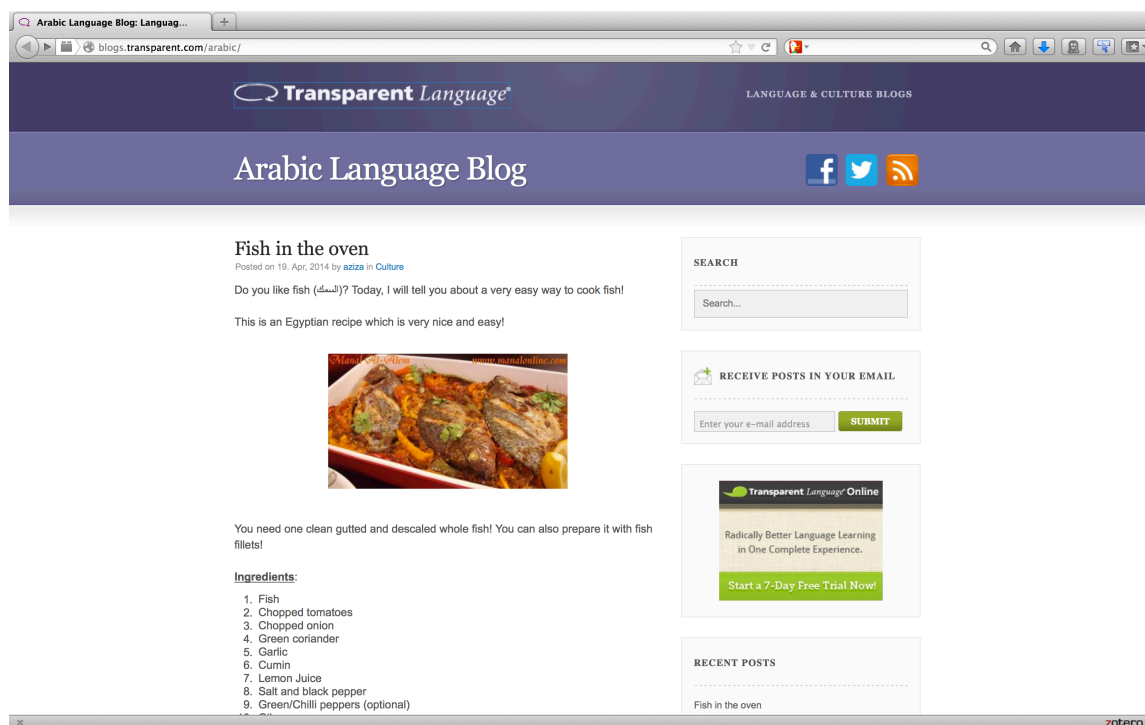 Arabic Language Blog: Languag...
blogs.transparent.com/arabic/
Transparent Language®
LANGUAGE & CULTURE BLOGS
Arabic Language Blog
Fish in the oven
Posted on 19. Apr, 2014 by aziza in Culture
Do you like fish (السمك)? Today, I will tell you about a very easy way to cook fish!
This is an Egyptian recipe which is very nice and easy!
Manal Al-Alem www.manalonline.com
You need one clean gutted and descaled whole fish! You can also prepare it with fish
fillets!
Ingredients:
1. Fish
2. Chopped tomatoes
3. Chopped onion
4. Green coriander
5. Garlic
6. Cumin
7. Lemon Juice
8. Salt and black pepper
9. Green/Chilli peppers (optional)
SEARCH
Search...
RECEIVE POSTS IN YOUR EMAIL
Enter your e-mail address
SUBMIT
Transparent Language Online
Radically Better Language Learning
in One Complete Experience.
Start a 7-Day Free Trial Now!
RECENT POSTS
Fish in the oven
zotero